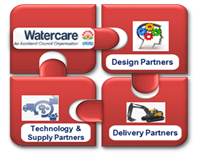 Watercare
An Auckland Council Organisation
Design Partners
Technology &
Supply Partners
Delivery Partners